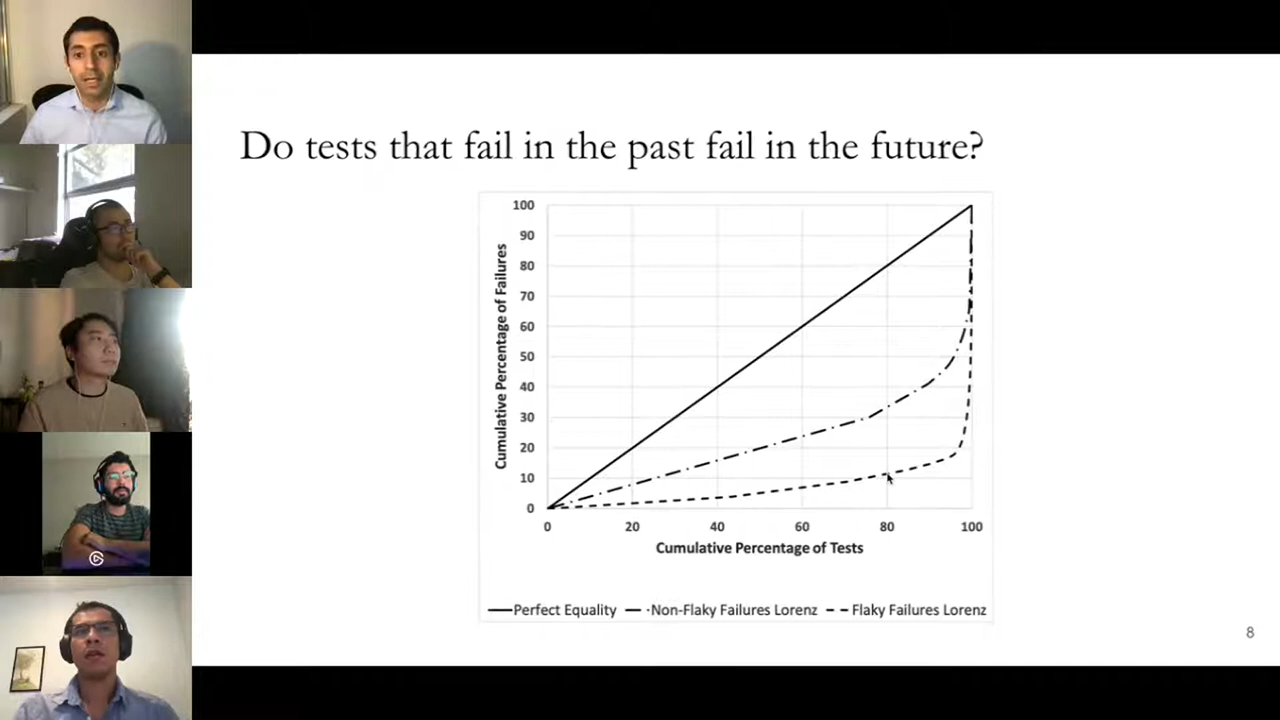 Do tests that fail in the past fail in the future?
Cumulative Percentage of Failures
100
90
80
70
60
50
40
30
20
10
0
0 20 40 60 80 100
Cumulative Percentage of Tests
Perfect Equality Non-Flaky Failures Lorenz Flaky Failures Lorenz
8